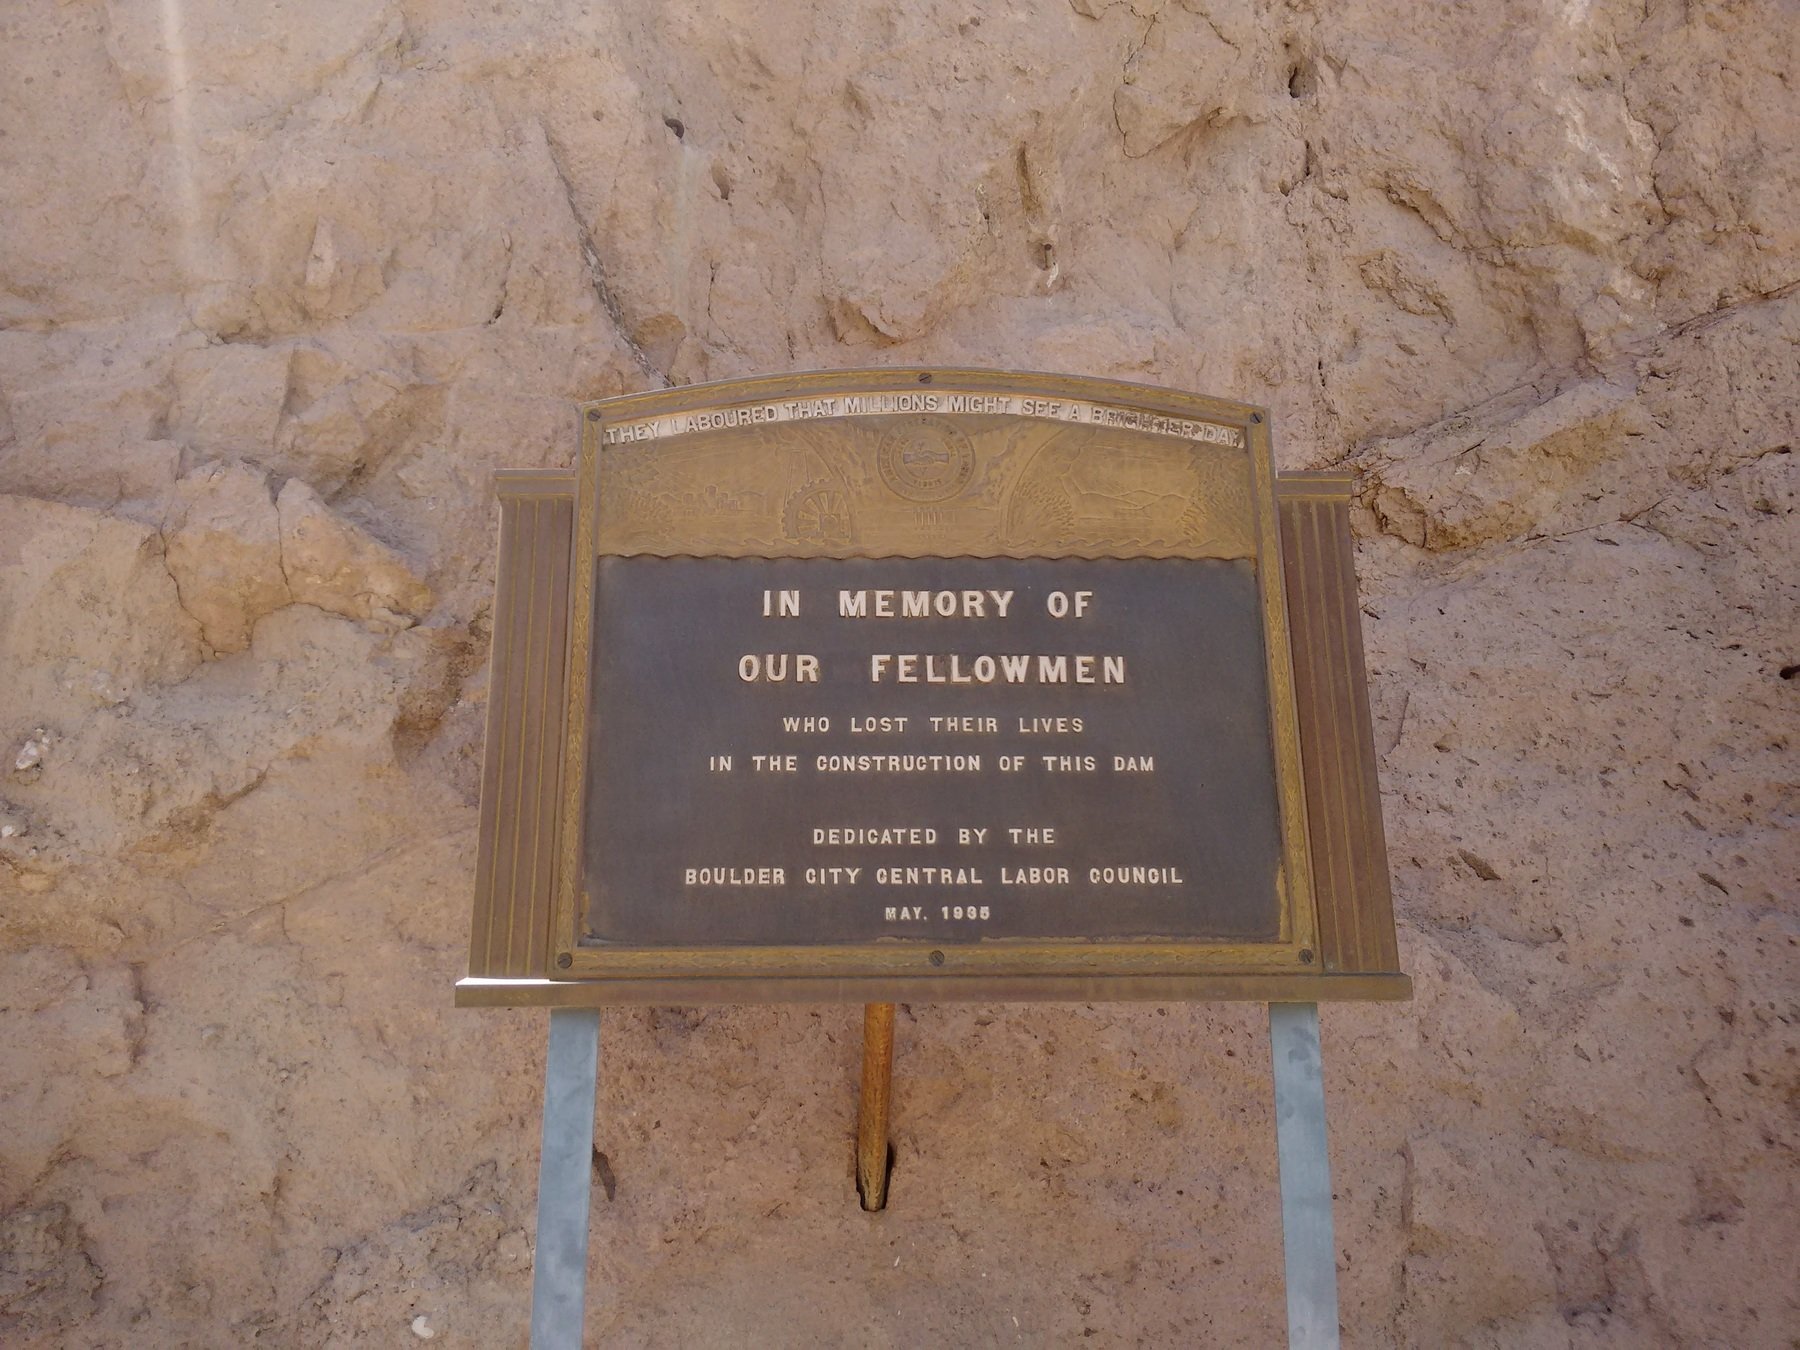 THEY LABOURED THAT MILLIONS MIGHT SEE A BRIGHTER DAY
IN MEMORY OF
OUR FELLOWMEN
WHO LOST THEIR LIVES
IN THE CONSTRUCTION OF THIS DAM
DEDICATED BY THE
BOULDER CITY CENTRAL LABOR COUNCIL
MAY, 1935